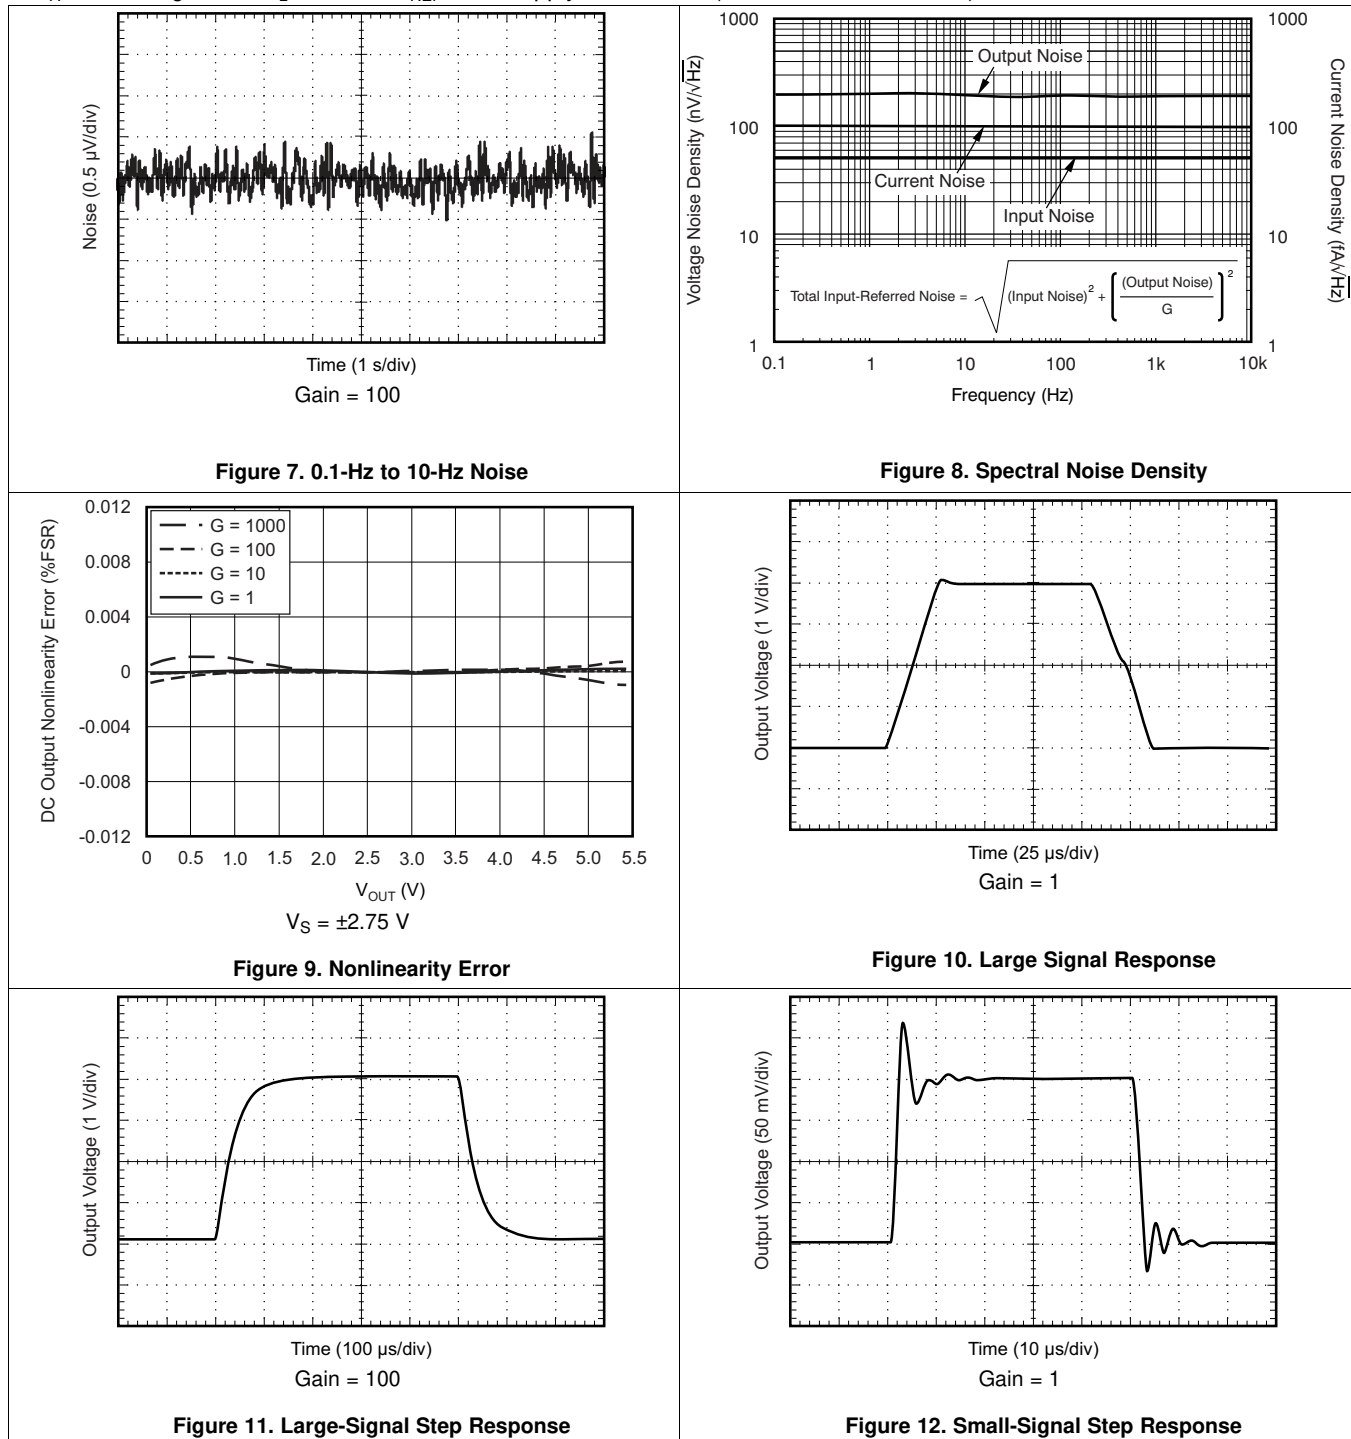 Noise (0.5 µV/div)
Time (1 s/div)
Gain = 100
Figure 7. 0.1-Hz to 10-Hz Noise
1000
100
10
1
Voltage Noise Density (nV/√Hz)
Output Noise
Current Noise
Input Noise
Total Input-Referred Noise = √ (Input Noise)² + [ (Output Noise) / G ]²
1000
100
10
1
Current Noise Density (fA/√Hz)
0.1 1 10 100 1k 10k
Frequency (Hz)
Figure 8. Spectral Noise Density
DC Output Nonlinearity Error (%FSR)
0.012
0.008
0.004
0
-0.004
-0.008
-0.012
G = 1000
G = 100
G = 10
G = 1
0 0.5 1.0 1.5 2.0 2.5 3.0 3.5 4.0 4.5 5.0 5.5
VOUT (V)
VS = ±2.75 V
Figure 9. Nonlinearity Error
Output Voltage (1 V/div)
Time (25 µs/div)
Gain = 1
Figure 10. Large Signal Response
Output Voltage (1 V/div)
Time (100 µs/div)
Gain = 100
Figure 11. Large-Signal Step Response
Output Voltage (50 mV/div)
Time (10 µs/div)
Gain = 1
Figure 12. Small-Signal Step Response